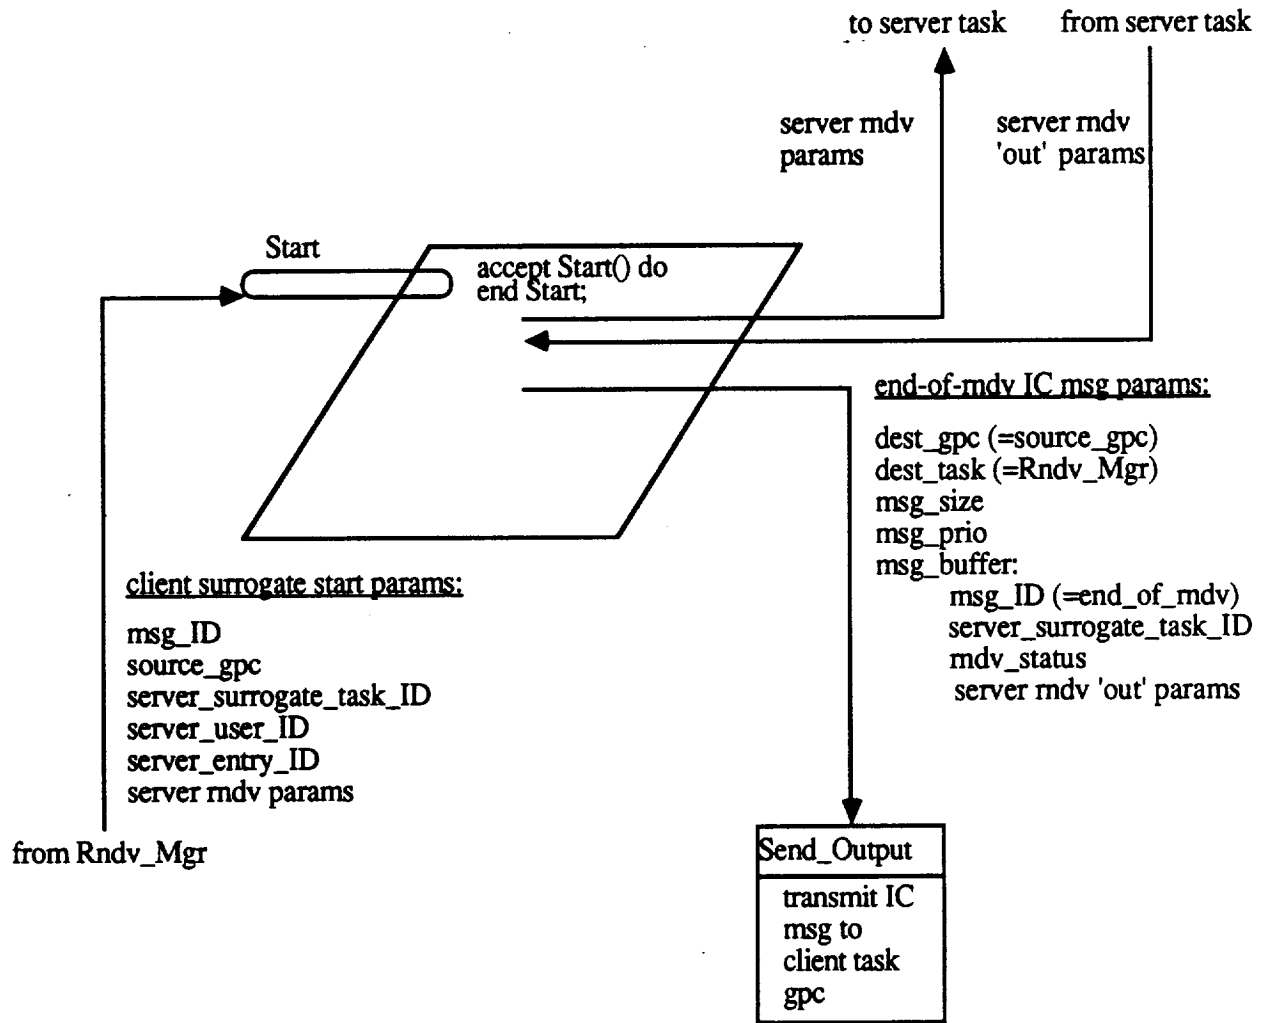 to server task
from server task
server rndv
params
server rndv
'out' params
Start
accept Start() do
end Start;
end-of-rndv IC msg params:
dest_gpc (=source_gpc)
dest_task (=Rndv_Mgr)
msg_size
msg_prio
msg_buffer:
msg_ID (=end_of_rndv)
server_surrogate_task_ID
rndv_status
server rndv 'out' params
client surrogate start params:
msg_ID
source_gpc
server_surrogate_task_ID
server_user_ID
server_entry_ID
server rndv params
from Rndv_Mgr
Send_Output
transmit IC
msg to
client task
gpc